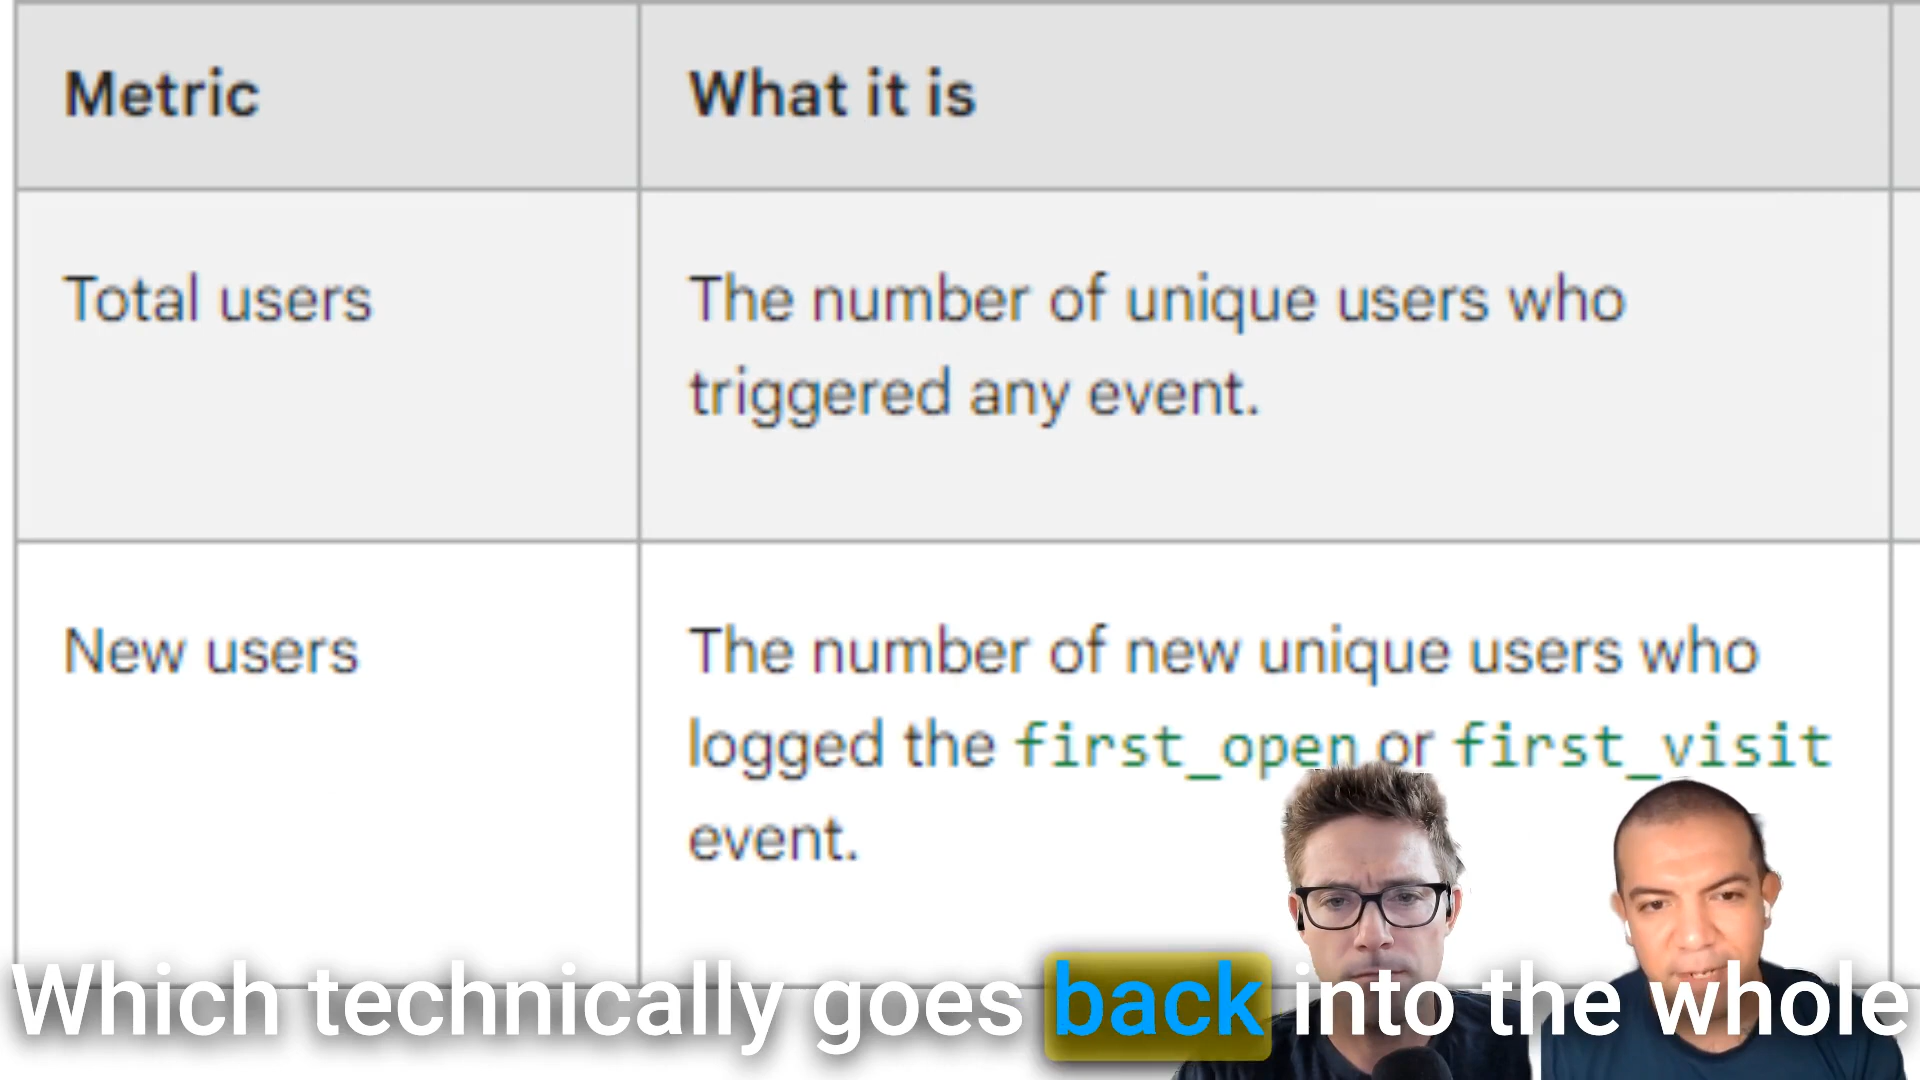 Metric
What it is
Total users
The number of unique users who
triggered any event.
New users
The number of new unique users who
logged the first_open or first_visit
event.
Which technically goes back into the whole